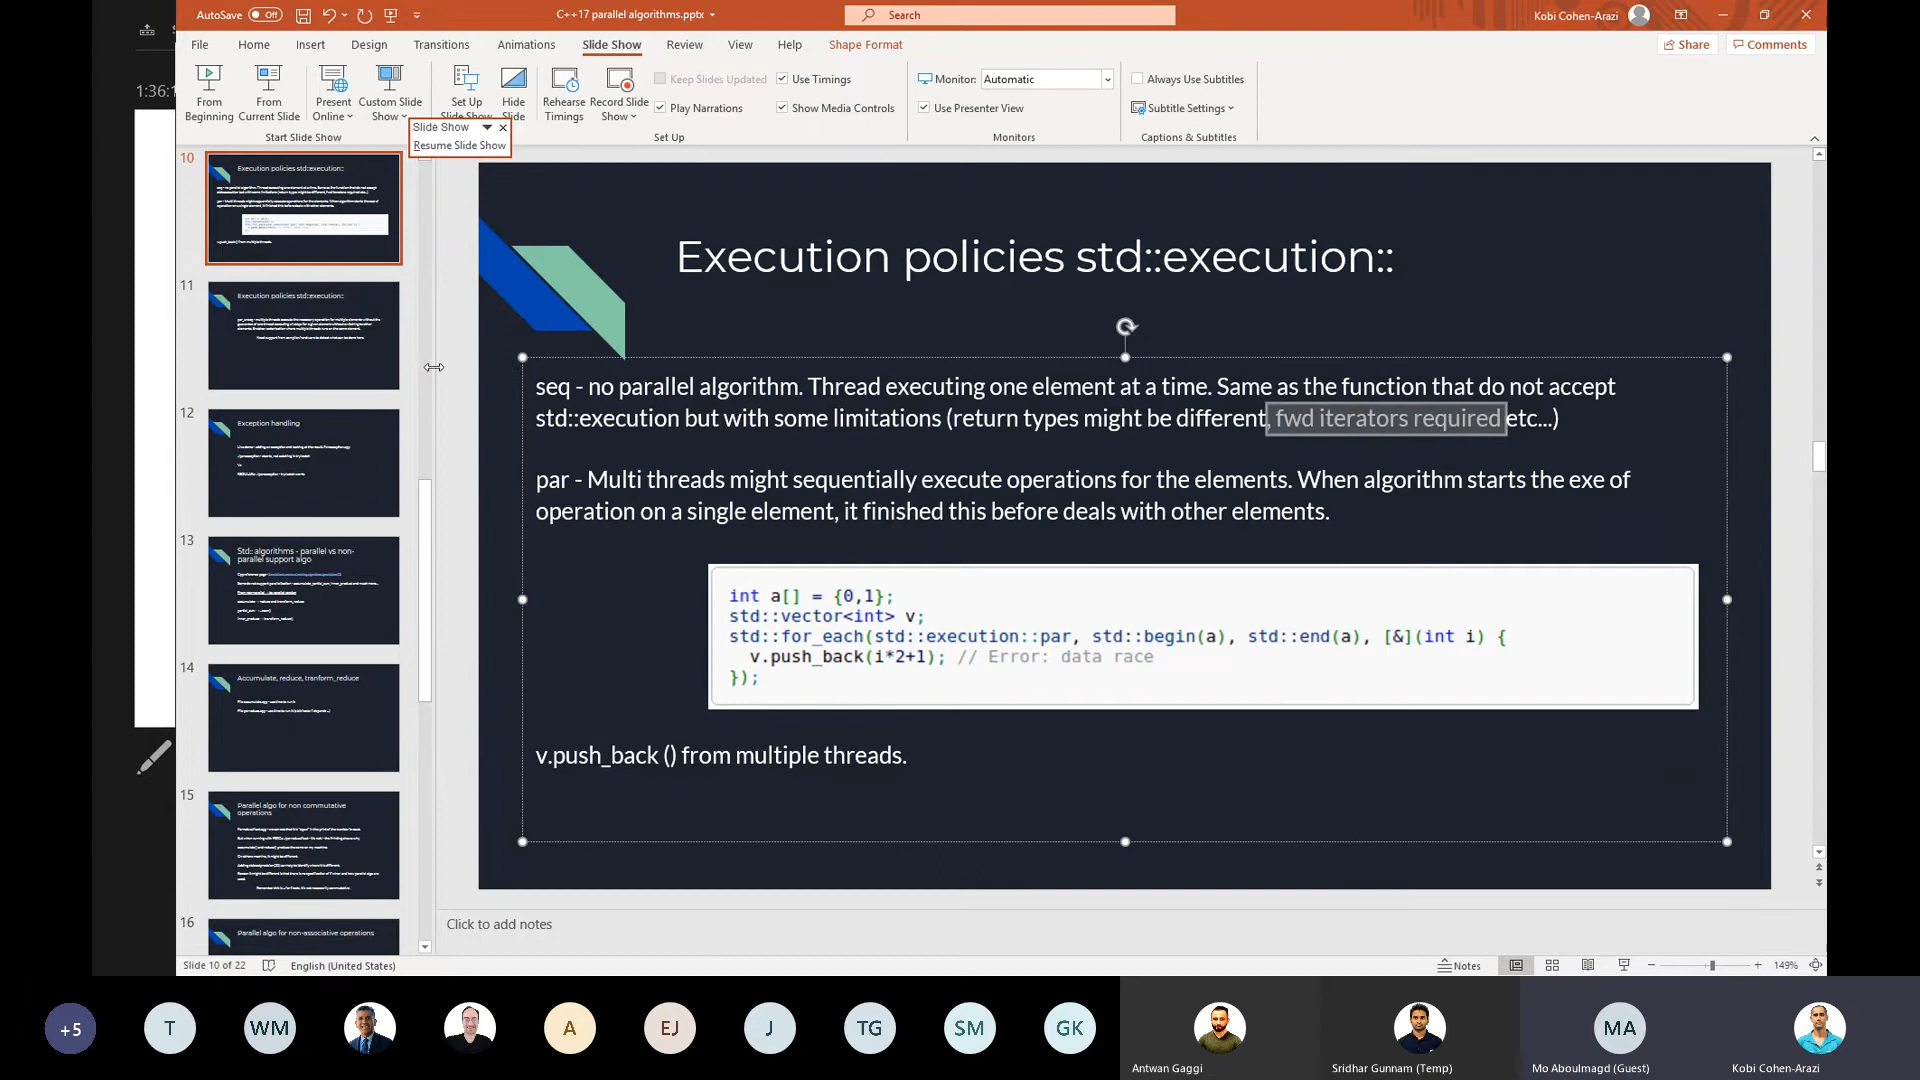 AutoSave Off
C++17 parallel algorithms.pptx
Search
Kobi Cohen-Arazi
File Home Insert Design Transitions Animations Slide Show Review View Help Shape Format
Share Comments
From Beginning
From Current Slide
Present Online
Custom Slide Show
Set Up Slide Show
Hide Slide
Rehearse Timings
Record Slide Show
Keep Slides Updated
Play Narrations
Use Timings
Show Media Controls
Monitor: Automatic
Use Presenter View
Always Use Subtitles
Subtitle Settings
Start Slide Show
Set Up
Monitors
Captions & Subtitles
Slide Show
Resume Slide Show
1:36:1
10
Execution policies std::execution::
11
Execution policies std::execution::
12
Exception handling
13
Std:: algorithms - parallel vs non-
parallel support algo
14
Accumulate, reduce, tranform_reduce
15
Parallel algo for non commutative
operations
16
Parallel algo for non-associative operations
Execution policies std::execution::
seq - no parallel algorithm. Thread executing one element at a time. Same as the function that do not accept
std::execution but with some limitations (return types might be different, fwd iterators required etc...)
par - Multi threads might sequentially execute operations for the elements. When algorithm starts the exe of
operation on a single element, it finished this before deals with other elements.
int a[] = {0,1};
std::vector<int> v;
std::for_each(std::execution::par, std::begin(a), std::end(a), [&](int i) {
v.push_back(i*2+1); // Error: data race
});
v.push_back () from multiple threads.
Click to add notes
Slide 10 of 22
English (United States)
Notes
149%
+5
T
WM
A
EJ
J
TG
SM
GK
MA
Antwan Gaggi
Sridhar Gunnam (Temp)
Mo Aboulmagd (Guest)
Kobi Cohen-Arazi